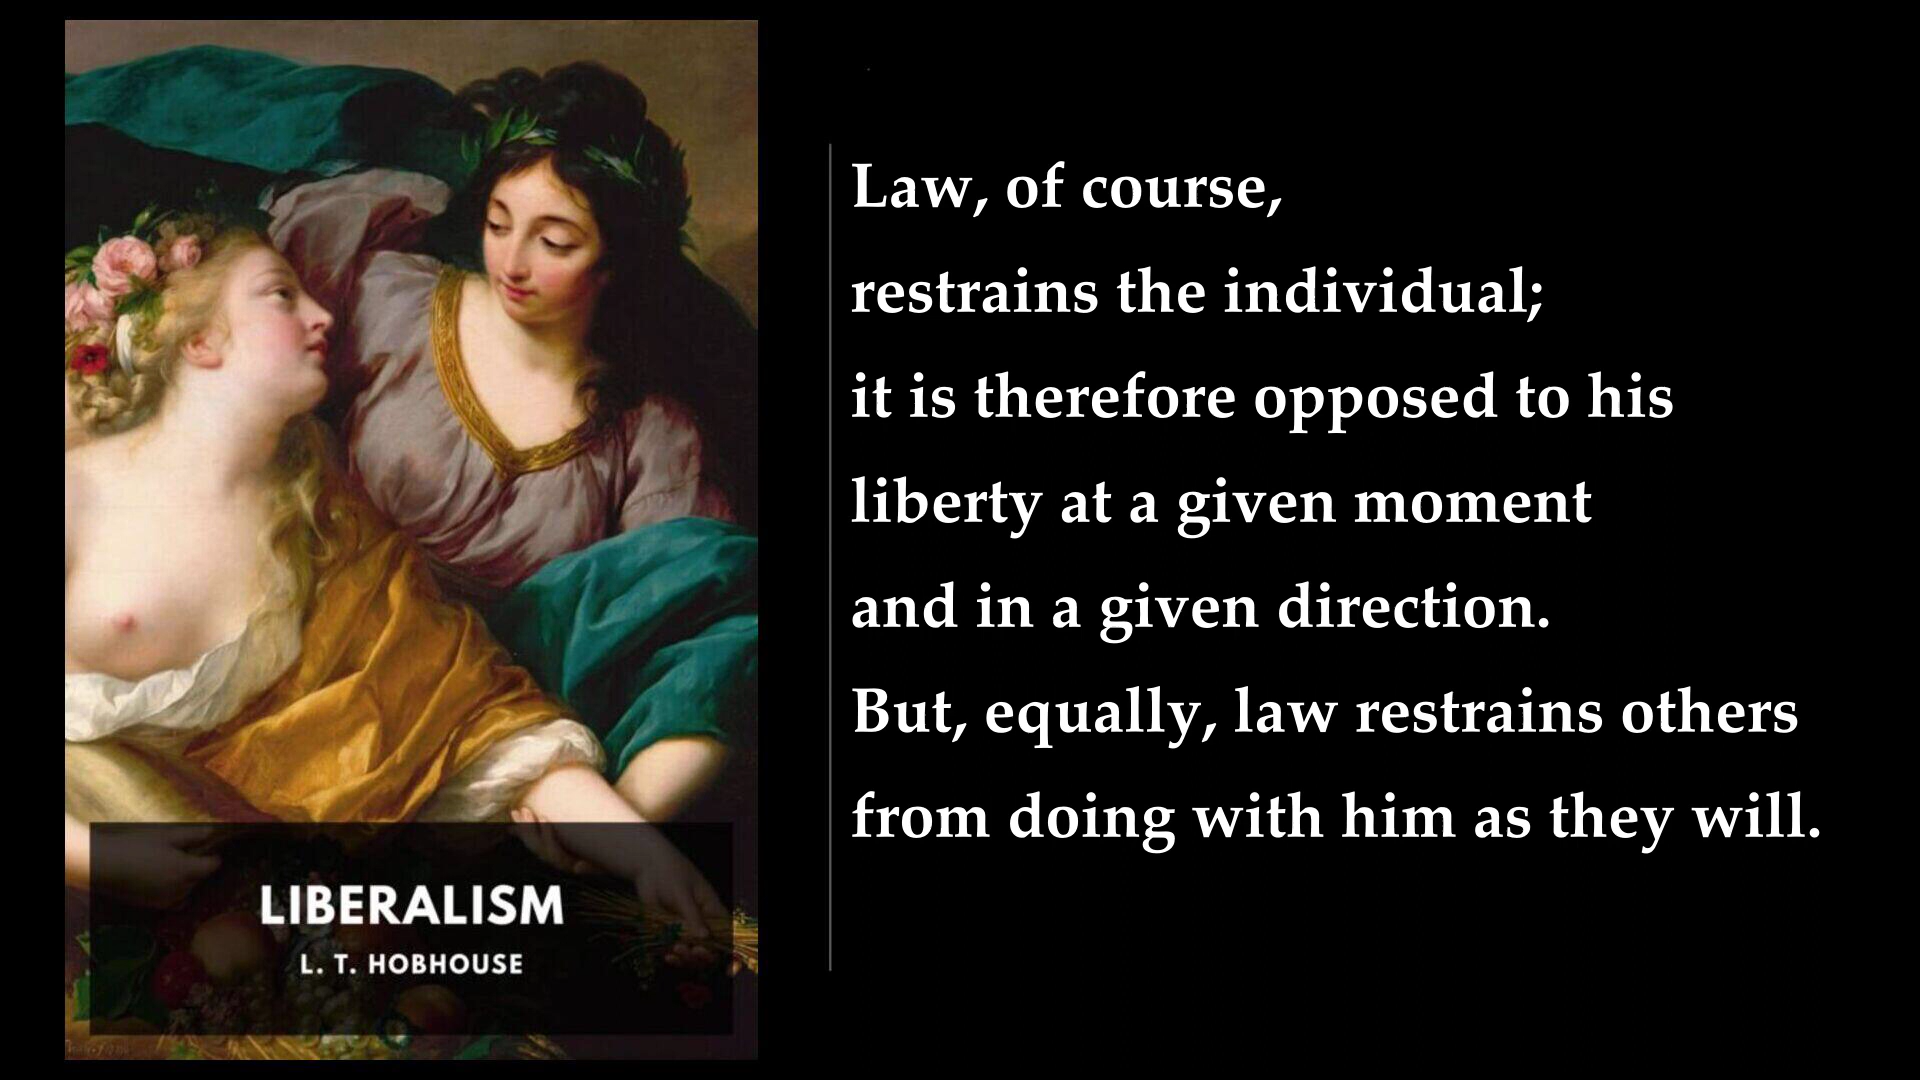 LIBERALISM
L. T. HOBHOUSE
Law, of course,
restrains the individual;
it is therefore opposed to his
liberty at a given moment
and in a given direction.
But, equally, law restrains others
from doing with him as they will.